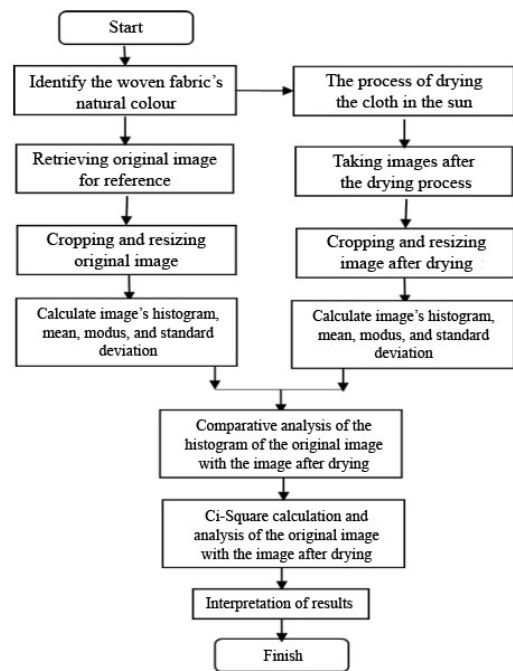 Start
Identify the woven fabric's
natural colour
The process of drying
the cloth in the sun
Retrieving original image
for reference
Taking images after
the drying process
Cropping and resizing
original image
Cropping and resizing
image after drying
Calculate image's histogram,
mean, modus, and standard
deviation
Calculate image's histogram,
mean, modus, and standard
deviation
Comparative analysis of the
histogram of the original image
with the image after drying
Ci-Square calculation and
analysis of the original image
with the image after drying
Interpretation of results
Finish